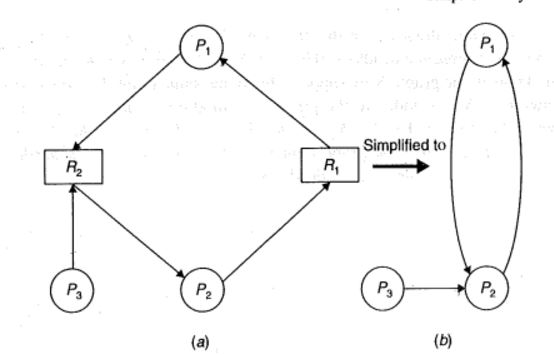 P₁
P₁
R₂
R₁
Simplified to
P₃
P₂
P₃
P₂
(a)
(b)